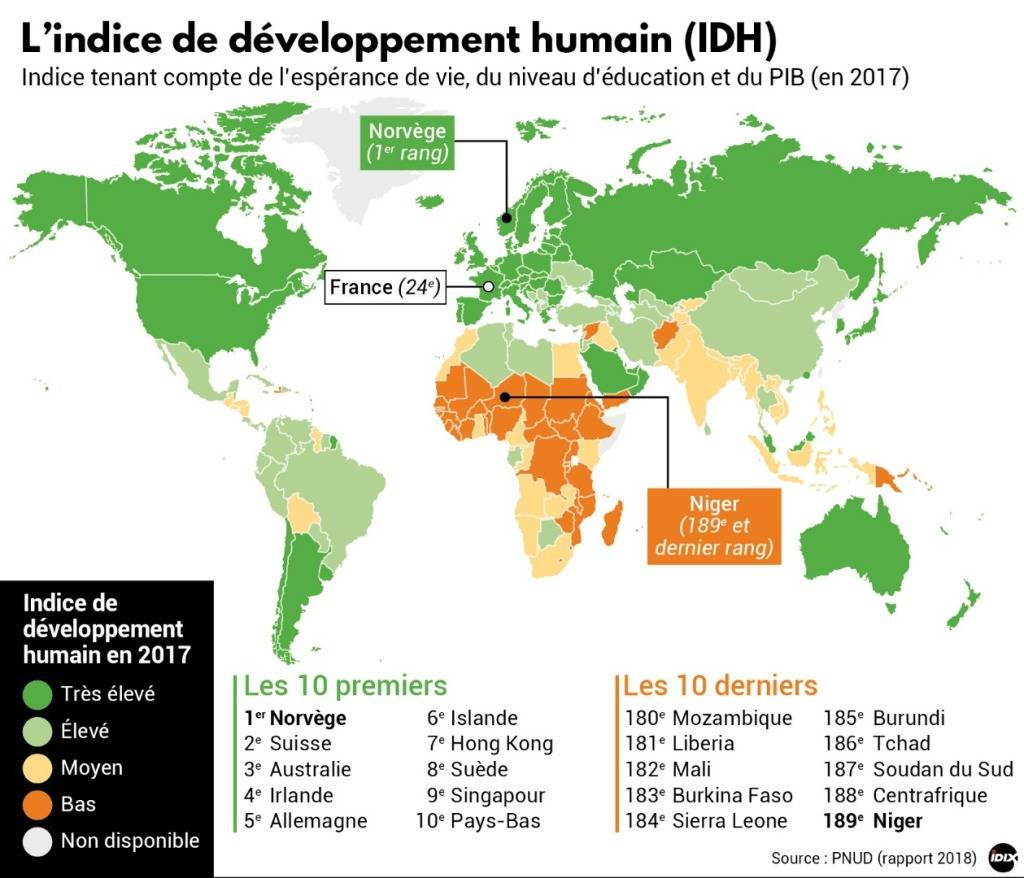 L'indice de développement humain (IDH)
Indice tenant compte de l'espérance de vie, du niveau d'éducation et du PIB (en 2017)
Norvège
(1er rang)
France (24e)
Niger
(189e et
dernier rang)
Indice de
développement
humain en 2017
Très élevé
Élevé
Moyen
Bas
Non disponible
Les 10 premiers
1er Norvège
2e Suisse
3e Australie
4e Irlande
5e Allemagne
6e Islande
7e Hong Kong
8e Suède
9e Singapour
10e Pays-Bas
Les 10 derniers
180e Mozambique
181e Liberia
182e Mali
183e Burkina Faso
184e Sierra Leone
185e Burundi
186e Tchad
187e Soudan du Sud
188e Centrafrique
189e Niger
Source : PNUD (rapport 2018)
iDIX